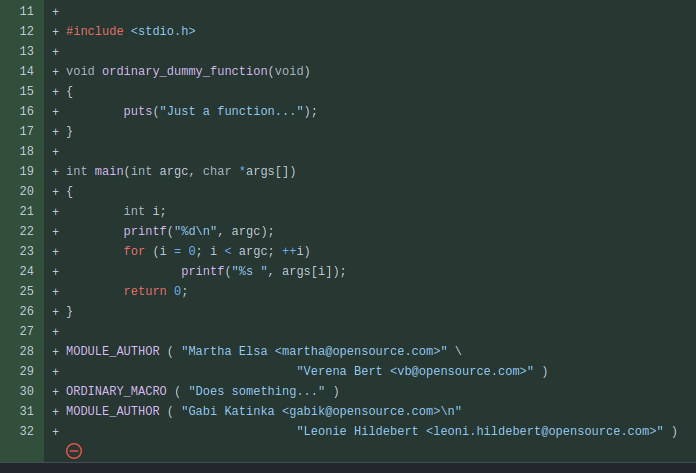 11 +
12 + #include <stdio.h>
13 +
14 + void ordinary_dummy_function(void)
15 + {
16 +         puts("Just a function...");
17 + }
18 +
19 + int main(int argc, char *args[])
20 + {
21 +         int i;
22 +         printf("%d\n", argc);
23 +         for (i = 0; i < argc; ++i)
24 +                 printf("%s ", args[i]);
25 +         return 0;
26 + }
27 +
28 + MODULE_AUTHOR ( "Martha Elsa <martha@opensource.com>" \
29 +                                 "Verena Bert <vb@opensource.com>" )
30 + ORDINARY_MACRO ( "Does something..." )
31 + MODULE_AUTHOR ( "Gabi Katinka <gabik@opensource.com>\n"
32 +                                 "Leonie Hildebert <leoni.hildebert@opensource.com>" )